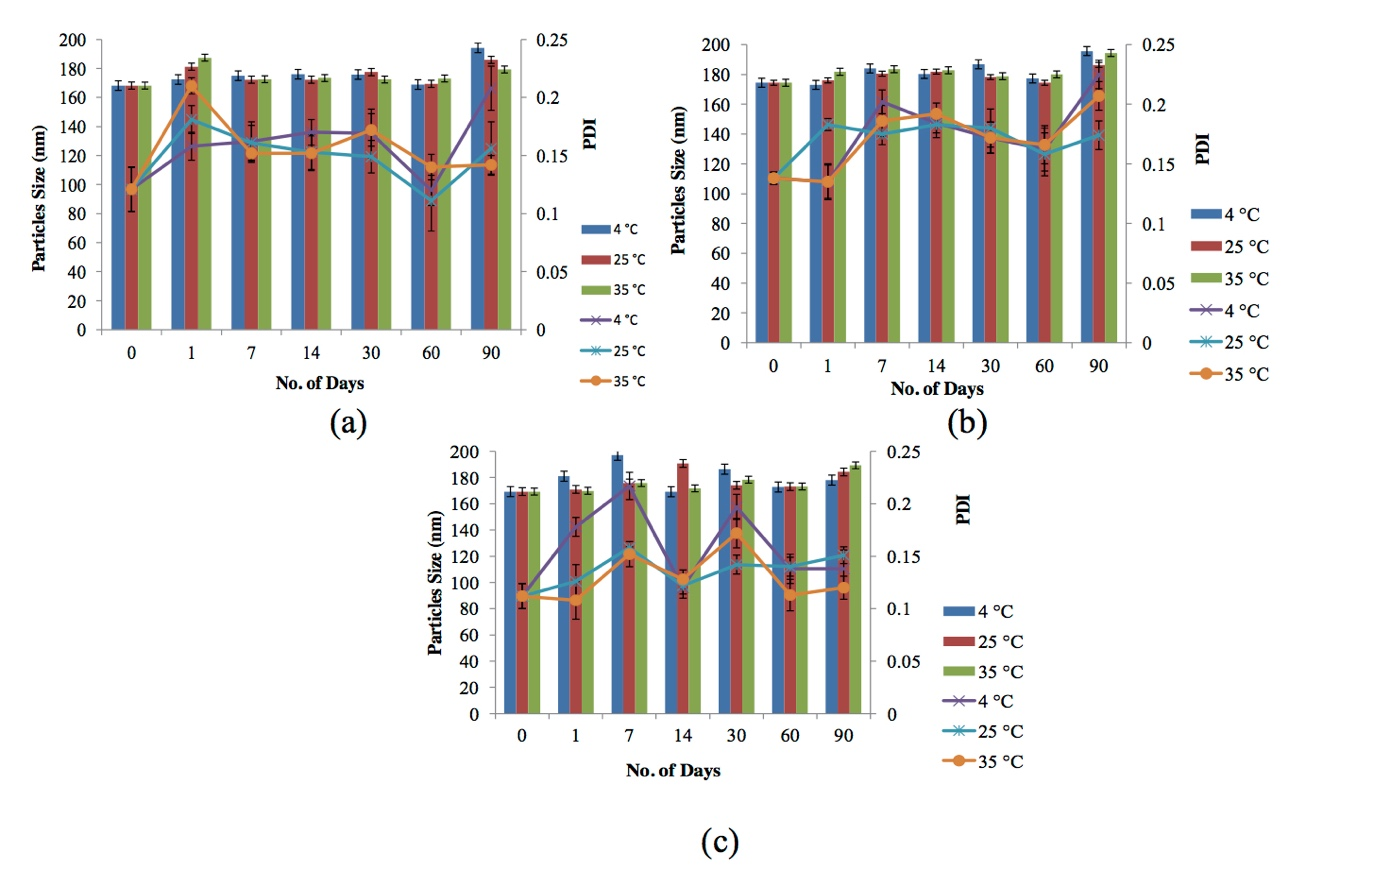 200
180
160
140
120
100
80
60
40
20
0
Particles Size (nm)
0.25
0.2
0.15
0.1
0.05
0
PDI
4 °C
25 °C
35 °C
4 °C
25 °C
35 °C
0 1 7 14 30 60 90
No. of Days
(a)
200
180
160
140
120
100
80
60
40
20
0
Particles Size (nm)
0.25
0.2
0.15
0.1
0.05
0
PDI
4 °C
25 °C
35 °C
4 °C
25 °C
35 °C
0 1 7 14 30 60 90
No. of Days
(b)
200
180
160
140
120
100
80
60
40
20
0
Particles Size (nm)
0.25
0.2
0.15
0.1
0.05
0
PDI
4 °C
25 °C
35 °C
4 °C
25 °C
35 °C
0 1 7 14 30 60 90
No. of Days
(c)